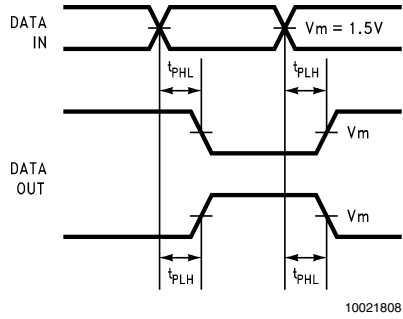 DATA
IN
Vm = 1.5V
tPHL
tPLH
Vm
DATA
OUT
Vm
tPLH
tPHL
10021808